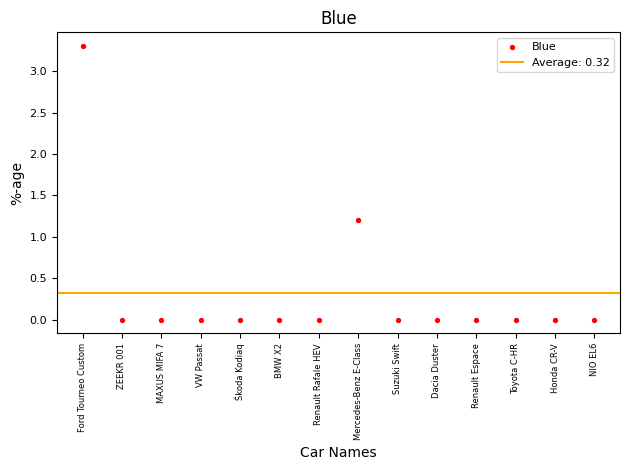 Blue
%-age
3.0
2.5
2.0
1.5
1.0
0.5
0.0
Blue
Average: 0.32
Ford Tourneo Custom
ZEEKR 001
MAXUS MIFA 7
VW Passat
Škoda Kodiaq
BMW X2
Renault Rafale HEV
Mercedes-Benz E-Class
Suzuki Swift
Dacia Duster
Renault Espace
Toyota C-HR
Honda CR-V
NIO EL6
Car Names